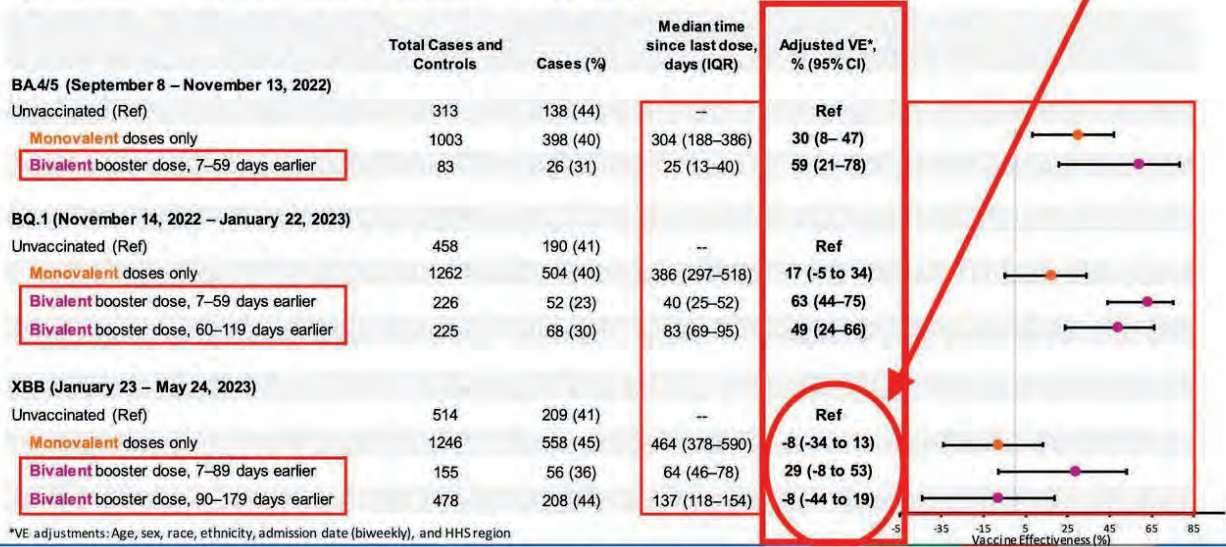 Total Cases and Controls Cases (%) Median time since last dose, days (IQR) Adjusted VE*, % (95% CI)
BA.4/5 (September 8 – November 13, 2022)
Unvaccinated (Ref) 313 138 (44) -- Ref
Monovalent doses only 1003 398 (40) 304 (188–386) 30 (8– 47)
Bivalent booster dose, 7–59 days earlier 83 26 (31) 25 (13–40) 59 (21–78)
BQ.1 (November 14, 2022 – January 22, 2023)
Unvaccinated (Ref) 458 190 (41) -- Ref
Monovalent doses only 1262 504 (40) 386 (297–518) 17 (-5 to 34)
Bivalent booster dose, 7–59 days earlier 226 52 (23) 40 (25–52) 63 (44–75)
Bivalent booster dose, 60–119 days earlier 225 68 (30) 83 (69–95) 49 (24–66)
XBB (January 23 – May 24, 2023)
Unvaccinated (Ref) 514 209 (41) -- Ref
Monovalent doses only 1246 558 (45) 464 (378–590) -8 (-34 to 13)
Bivalent booster dose, 7–89 days earlier 155 56 (36) 64 (46–78) 29 (-8 to 53)
Bivalent booster dose, 90–179 days earlier 478 208 (44) 137 (118–154) -8 (-44 to 19)
-35 -15 5 25 45 65 85
Vaccine Effectiveness (%)
*VE adjustments: Age, sex, race, ethnicity, admission date (biweekly), and HHS region